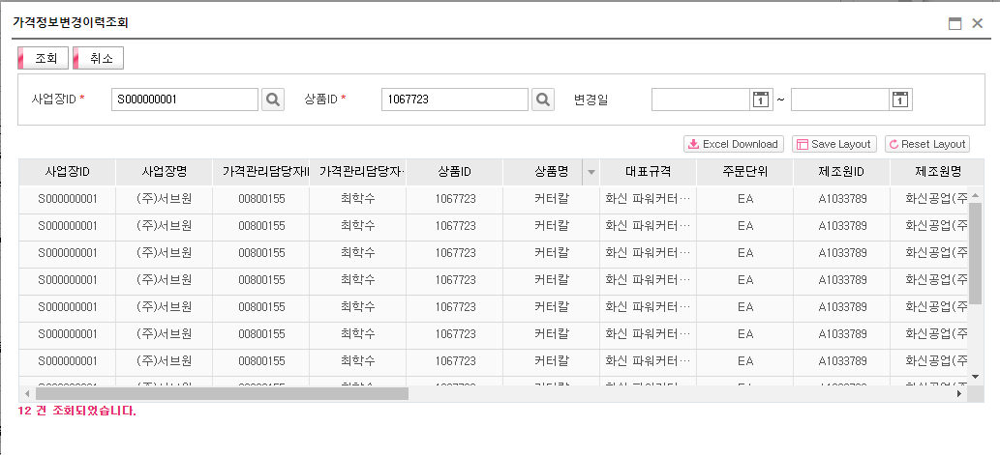 가격정보변경이력조회
조회 취소
사업장ID * S000000001 상품ID * 1067723 변경일 1 ~ 1
Excel Download Save Layout Reset Layout
사업장ID 사업장명 가격관리담당자I 가격관리담당자· 상품ID 상품명 대표규격 주문단위 제조원ID 제조원명
S000000001 (주)서브원 00800155 최학수 1067723 커터칼 화신 파워커터… EA A1033789 화신공업(주
S000000001 (주)서브원 00800155 최학수 1067723 커터칼 화신 파워커터… EA A1033789 화신공업(주
S000000001 (주)서브원 00800155 최학수 1067723 커터칼 화신 파워커터… EA A1033789 화신공업(주
S000000001 (주)서브원 00800155 최학수 1067723 커터칼 화신 파워커터… EA A1033789 화신공업(주
S000000001 (주)서브원 00800155 최학수 1067723 커터칼 화신 파워커터… EA A1033789 화신공업(주
S000000001 (주)서브원 00800155 최학수 1067723 커터칼 화신 파워커터… EA A1033789 화신공업(주
S000000001 (주)서브원 00800155 최학수 1067723 커터칼 화신 파워커터… EA A1033789 화신공업(주
12 건 조회되었습니다.